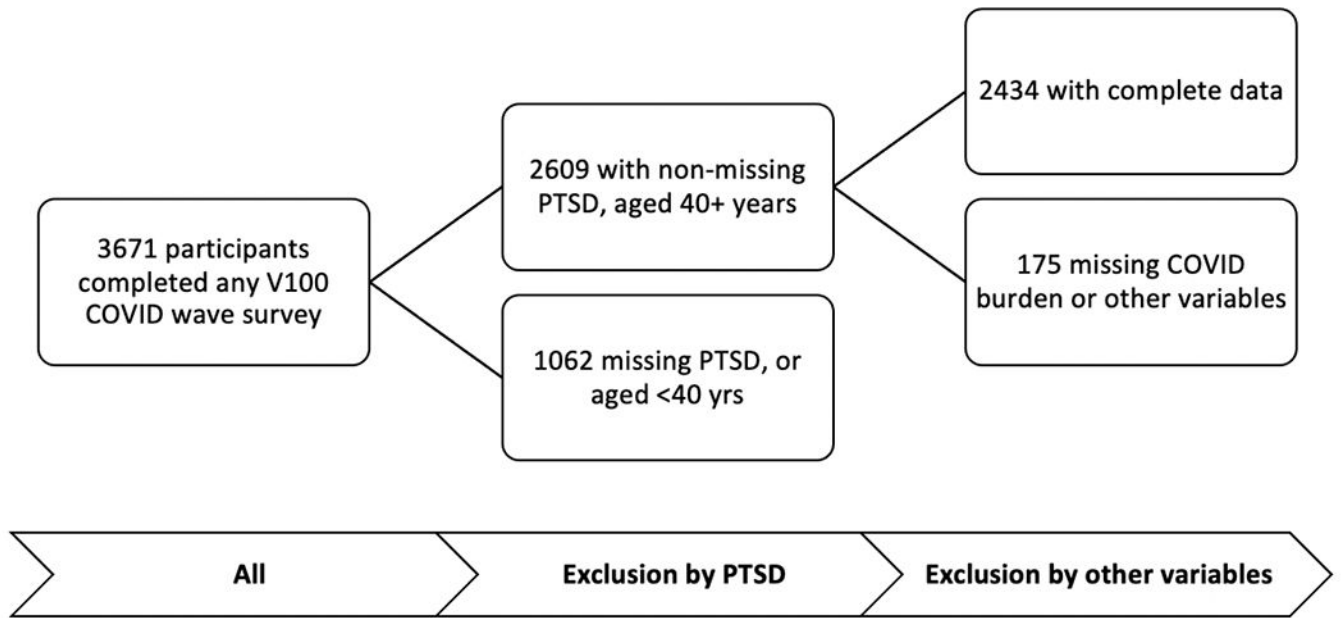 3671 participants
completed any V100
COVID wave survey
2609 with non-missing
PTSD, aged 40+ years
1062 missing PTSD, or
aged <40 yrs
2434 with complete data
175 missing COVID
burden or other variables
All
Exclusion by PTSD
Exclusion by other variables